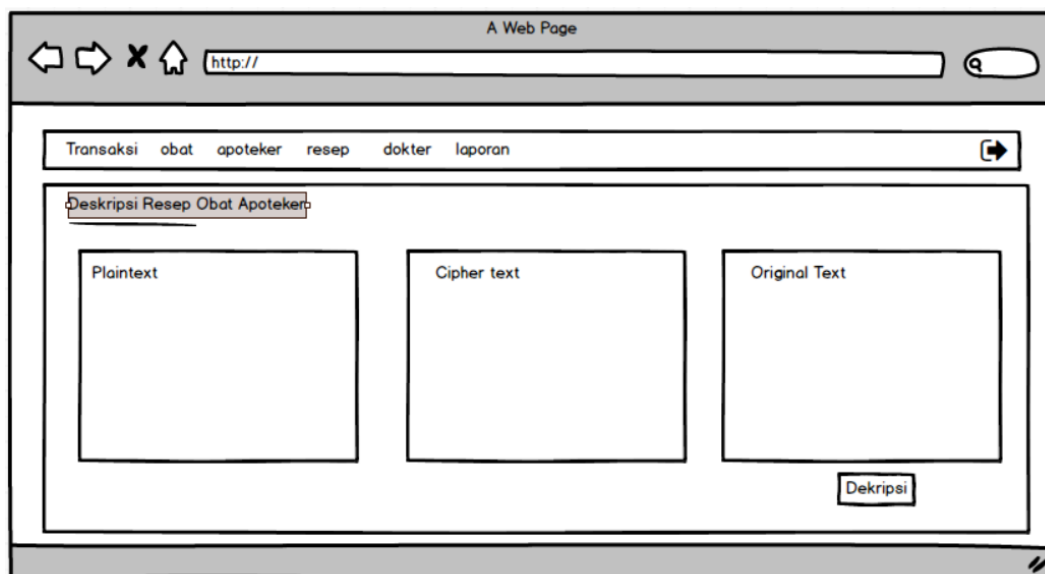 A Web Page
http://
Transaksi obat apoteker resep dokter laporan
Deskripsi Resep Obat Apoteker
Plaintext Cipher text Original Text
Dekripsi